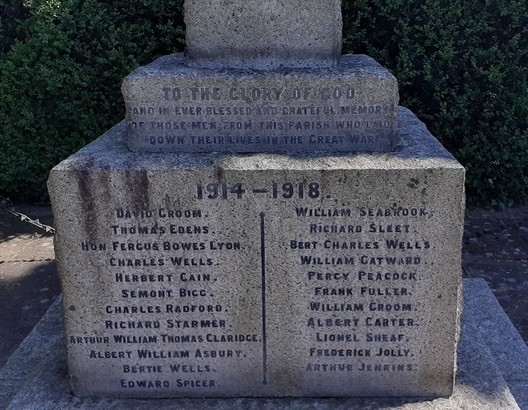 TO THE GLORY OF GOD
AND IN EVER BLESSED AND GRATEFUL MEMORY
OF THOSE MEN FROM THIS PARISH WHO LAID
DOWN THEIR LIVES IN THE GREAT WAR
1914 – 1918.
DAVID GROOM.
THOMAS EDENS.
HON FERGUS BOWES LYON.
CHARLES WELLS.
HERBERT CAIN.
SEMONT BIGG.
CHARLES RADFORD.
RICHARD STARMER.
ARTHUR WILLIAM THOMAS CLARIDGE.
ALBERT WILLIAM ASBURY.
BERTIE WELLS.
EDWARD SPICER.
WILLIAM SEABROOK.
RICHARD SLEET.
BERT CHARLES WELLS.
WILLIAM GATWARD.
PERCY PEACOCK.
FRANK FULLER.
WILLIAM GROOM.
ALBERT CARTER.
LIONEL SHEAF.
FREDERICK JOLLY.
ARTHUR JENKINS.